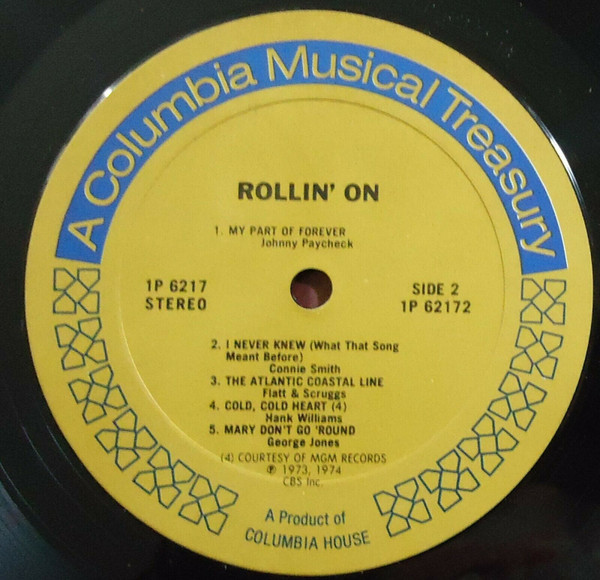 A Columbia Musical Treasury
ROLLIN' ON
1. MY PART OF FOREVER
Johnny Paycheck
1P 6217
STEREO
SIDE 2
1P 62172
2. I NEVER KNEW (What That Song
Meant Before)
Connie Smith
3. THE ATLANTIC COASTAL LINE
Flatt & Scruggs
4. COLD, COLD HEART (4)
Hank Williams
5. MARY DON'T GO 'ROUND
George Jones
(4) COURTESY OF MGM RECORDS
℗ 1973, 1974
CBS Inc.
A Product of
COLUMBIA HOUSE